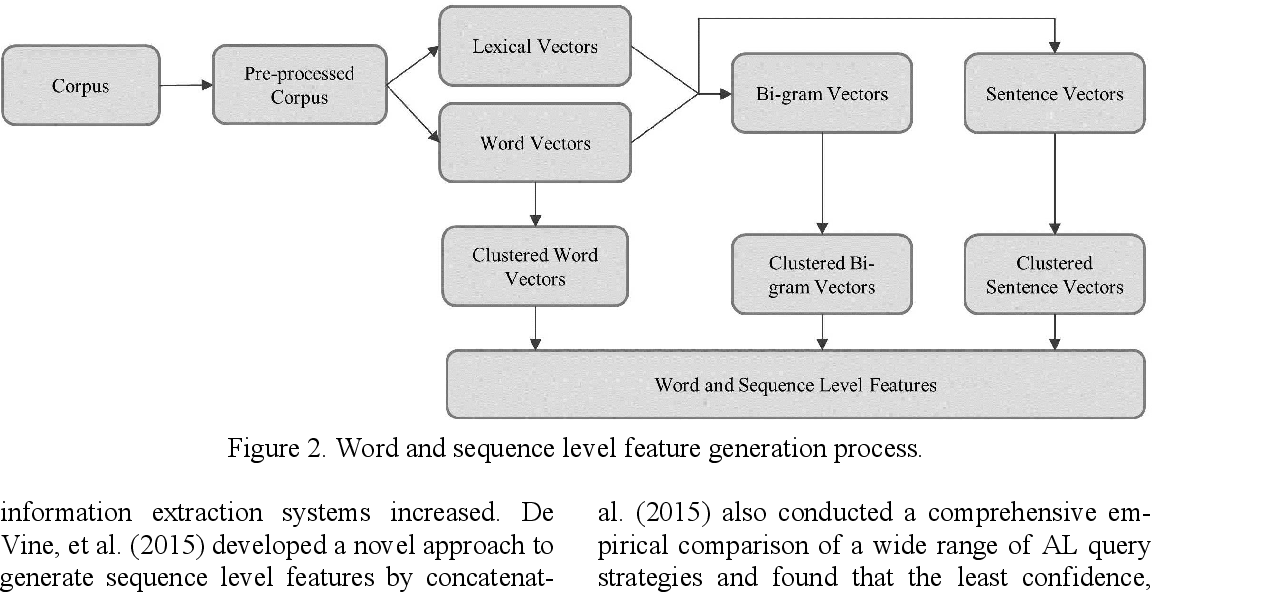 Corpus
Pre-processed
Corpus
Lexical Vectors
Word Vectors
Bi-gram Vectors
Sentence Vectors
Clustered Word
Vectors
Clustered Bi-
gram Vectors
Clustered
Sentence Vectors
Word and Sequence Level Features
Figure 2. Word and sequence level feature generation process.
information extraction systems increased. De
Vine, et al. (2015) developed a novel approach to
generate sequence level features by concatenat-
al. (2015) also conducted a comprehensive em-
pirical comparison of a wide range of AL query
strategies and found that the least confidence,